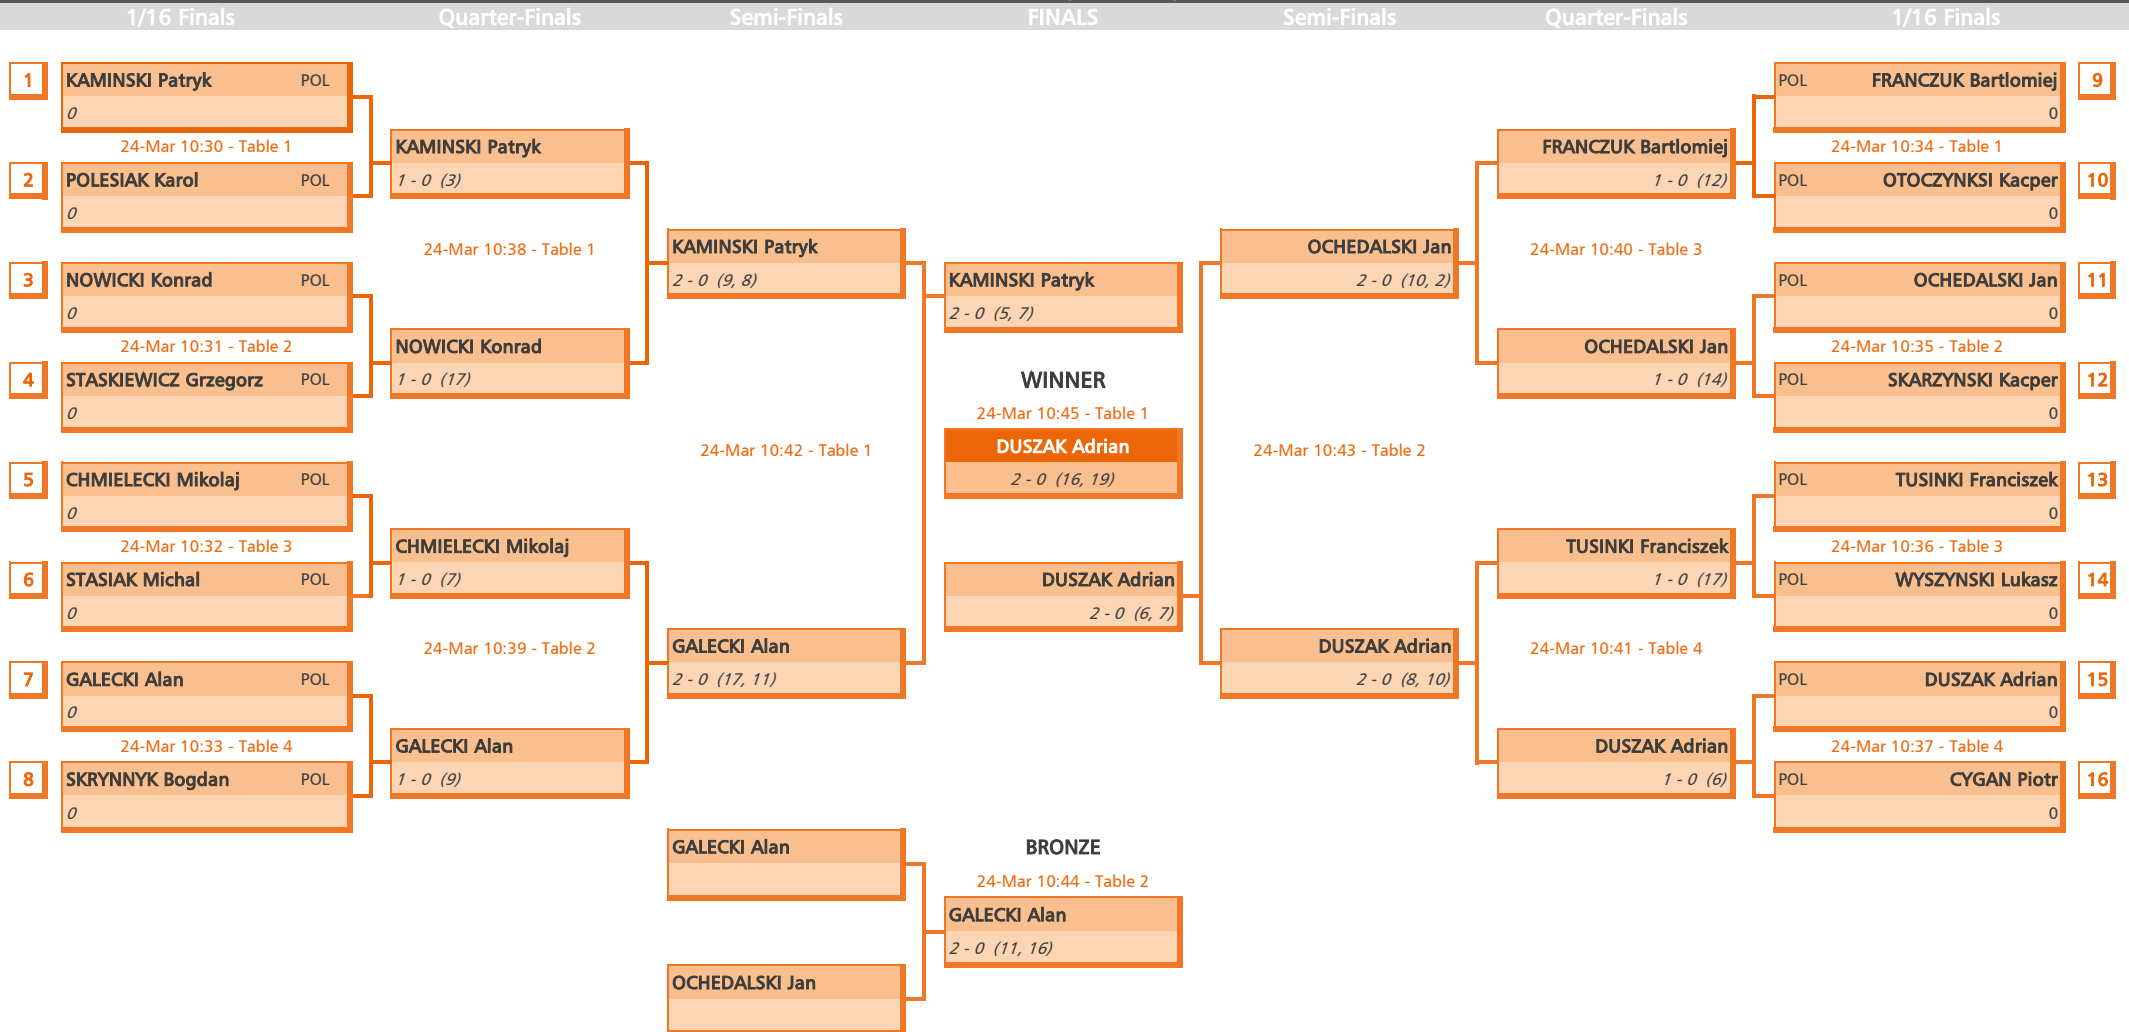 1/16 Finals Quarter-Finals Semi-Finals FINALS Semi-Finals Quarter-Finals 1/16 Finals
1 KAMINSKI Patryk POL
0
24-Mar 10:30 - Table 1
2 POLESIAK Karol POL
0
3 NOWICKI Konrad POL
0
24-Mar 10:31 - Table 2
4 STASKIEWICZ Grzegorz POL
0
5 CHMIELECKI Mikolaj POL
0
24-Mar 10:32 - Table 3
6 STASIAK Michal POL
0
7 GALECKI Alan POL
0
24-Mar 10:33 - Table 4
8 SKRYNNYK Bogdan POL
0
KAMINSKI Patryk
1 - 0 (3)
24-Mar 10:38 - Table 1
NOWICKI Konrad
1 - 0 (17)
CHMIELECKI Mikolaj
1 - 0 (7)
24-Mar 10:39 - Table 2
GALECKI Alan
1 - 0 (9)
KAMINSKI Patryk
2 - 0 (9, 8)
24-Mar 10:42 - Table 1
GALECKI Alan
2 - 0 (17, 11)
KAMINSKI Patryk
2 - 0 (5, 7)
WINNER
24-Mar 10:45 - Table 1
DUSZAK Adrian
2 - 0 (16, 19)
DUSZAK Adrian
2 - 0 (6, 7)
OCHEDALSKI Jan
2 - 0 (10, 2)
24-Mar 10:43 - Table 2
DUSZAK Adrian
2 - 0 (8, 10)
FRANCZUK Bartlomiej
1 - 0 (12)
24-Mar 10:40 - Table 3
OCHEDALSKI Jan
1 - 0 (14)
TUSINKI Franciszek
1 - 0 (17)
24-Mar 10:41 - Table 4
DUSZAK Adrian
1 - 0 (6)
POL FRANCZUK Bartlomiej 9
0
24-Mar 10:34 - Table 1
POL OTOCZYNKSI Kacper 10
0
POL OCHEDALSKI Jan 11
0
24-Mar 10:35 - Table 2
POL SKARZYNSKI Kacper 12
0
POL TUSINKI Franciszek 13
0
24-Mar 10:36 - Table 3
POL WYSZYNSKI Lukasz 14
0
POL DUSZAK Adrian 15
0
24-Mar 10:37 - Table 4
POL CYGAN Piotr 16
0
GALECKI Alan
OCHEDALSKI Jan
BRONZE
24-Mar 10:44 - Table 2
GALECKI Alan
2 - 0 (11, 16)